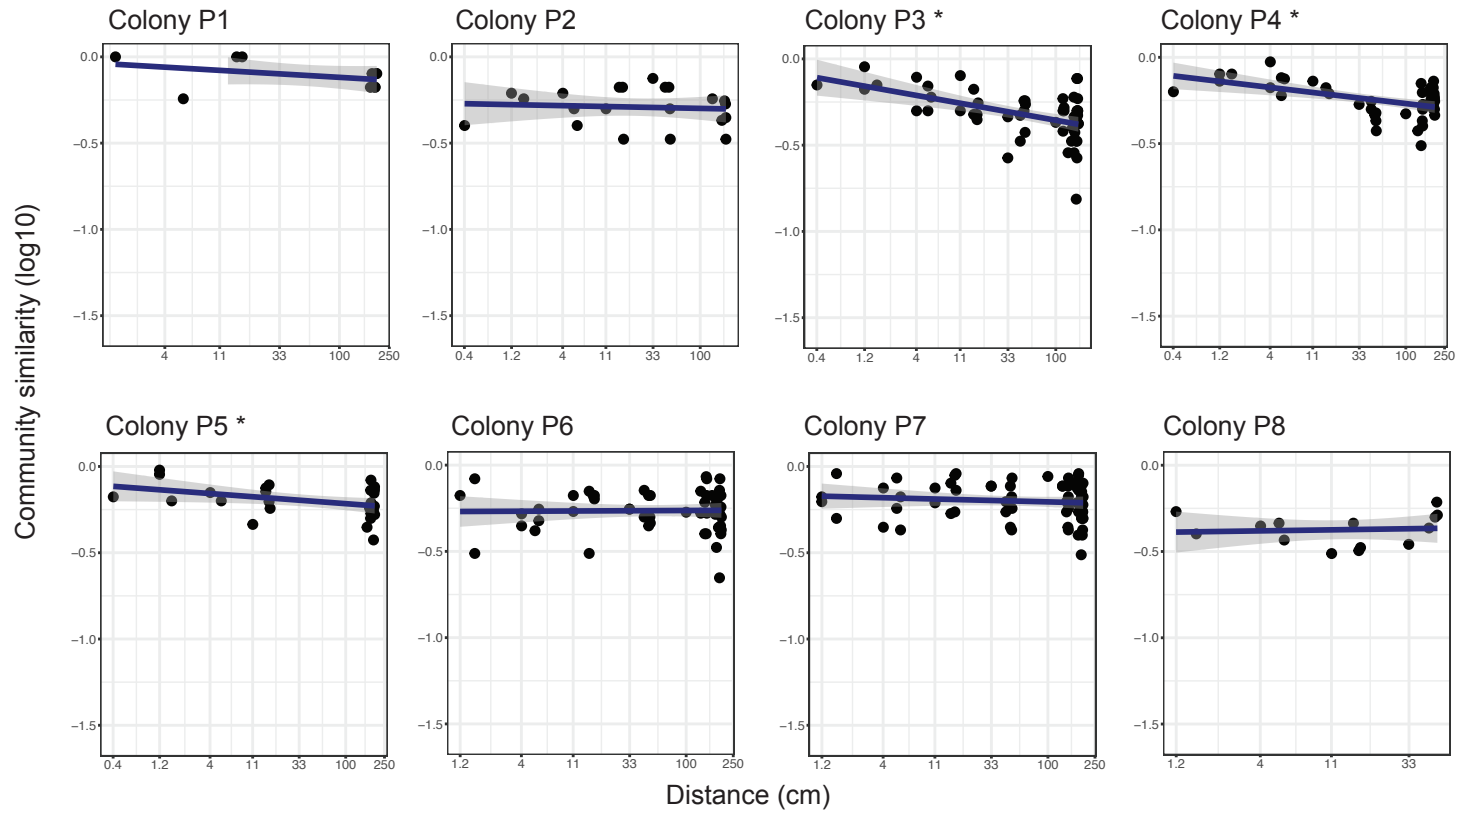 Colony P1
Colony P2
Colony P3 *
Colony P4 *
0.0
−0.5
−1.0
−1.5
4 11 33 100 250
0.0
−0.5
−1.0
−1.5
0.4 1.2 4 11 33 100
0.0
−0.5
−1.0
−1.5
0.4 1.2 4 11 33 100
0.0
−0.5
−1.0
−1.5
0.4 1.2 4 11 33 100 250
Community similarity (log10)
Colony P5 *
Colony P6
Colony P7
Colony P8
0.0
−0.5
−1.0
−1.5
0.4 1.2 4 11 33 100 250
0.0
−0.5
−1.0
−1.5
1.2 4 11 33 100 250
0.0
−0.5
−1.0
−1.5
1.2 4 11 33 100 250
0.0
−0.5
−1.0
−1.5
1.2 4 11 33
Distance (cm)